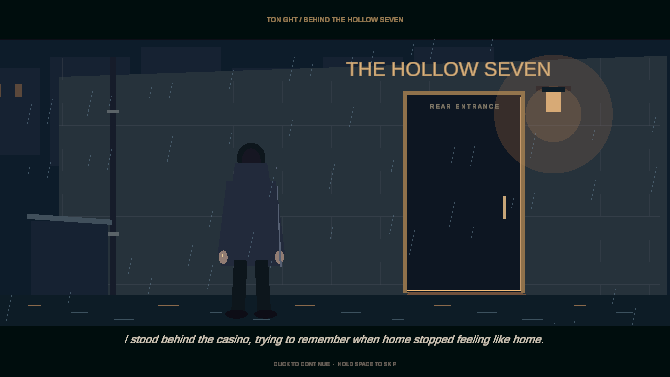 TONIGHT / BEHIND THE HOLLOW SEVEN
THE HOLLOW SEVEN
REAR ENTRANCE
I stood behind the casino, trying to remember when home stopped feeling like home.
CLICK TO CONTINUE · HOLD SPACE TO SKIP